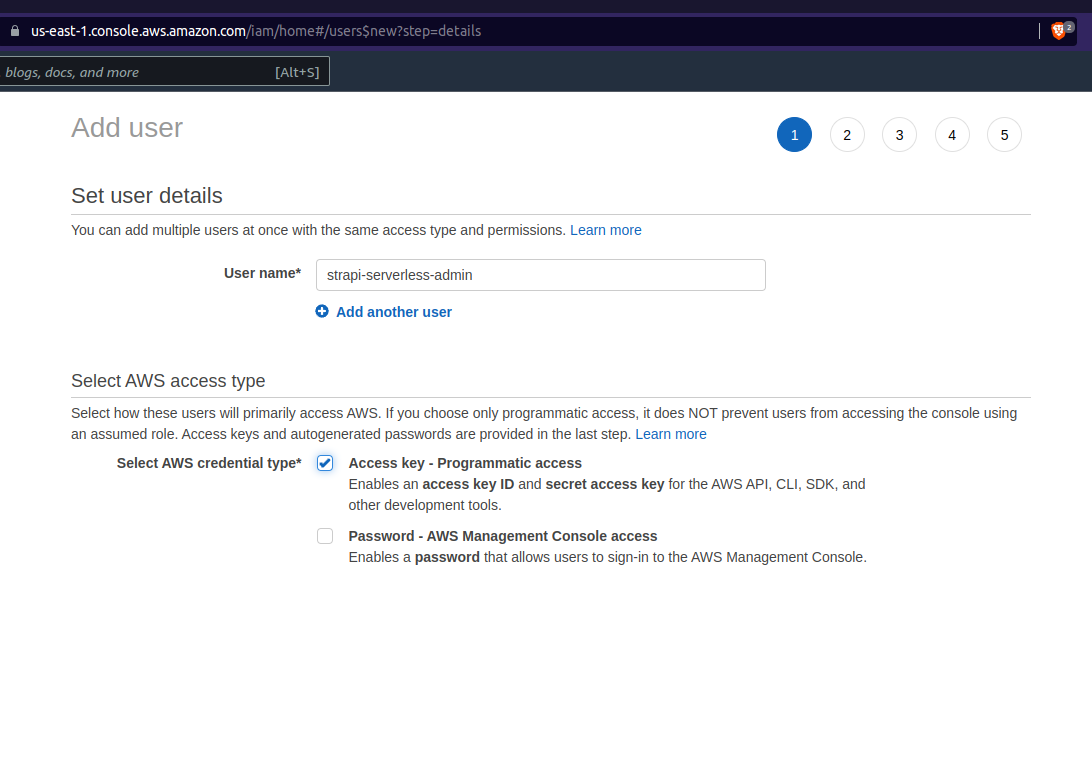 us-east-1.console.aws.amazon.com/iam/home#/users$new?step=details
2
, blogs, docs, and more [Alt+S]
Add user
1 2 3 4 5
Set user details
You can add multiple users at once with the same access type and permissions. Learn more
User name* strapi-serverless-admin
Add another user
Select AWS access type
Select how these users will primarily access AWS. If you choose only programmatic access, it does NOT prevent users from accessing the console using
an assumed role. Access keys and autogenerated passwords are provided in the last step. Learn more
Select AWS credential type* Access key - Programmatic access
Enables an access key ID and secret access key for the AWS API, CLI, SDK, and
other development tools.
Password - AWS Management Console access
Enables a password that allows users to sign-in to the AWS Management Console.